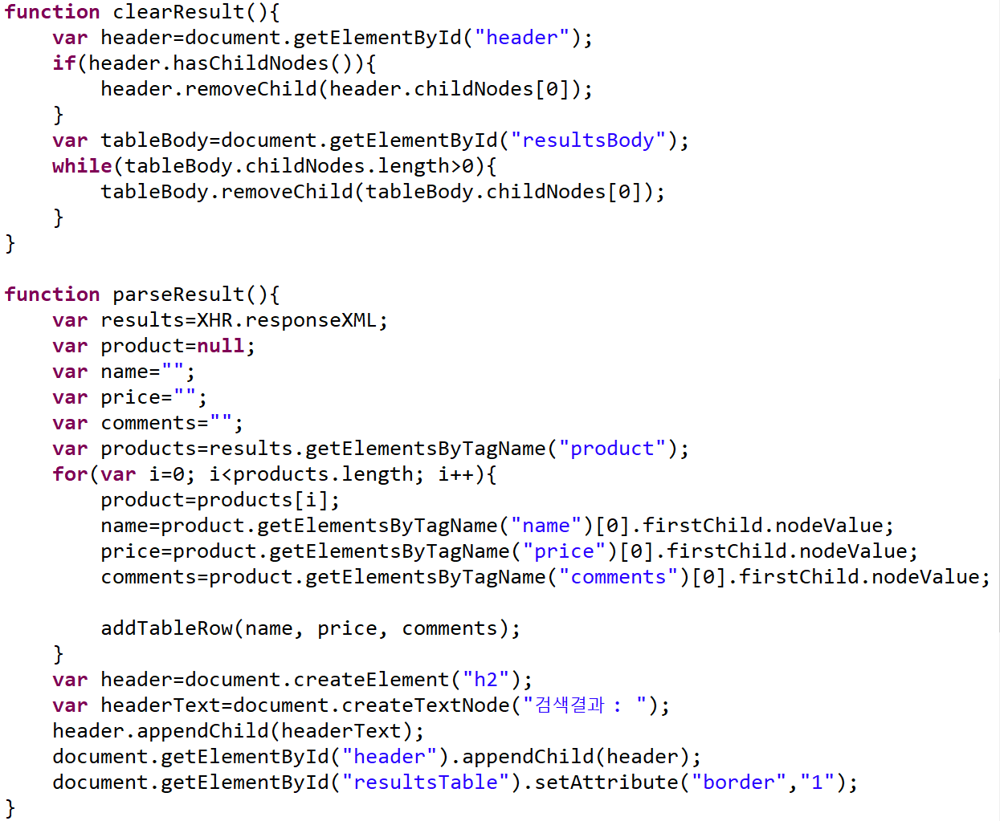 function clearResult(){
    var header=document.getElementById("header");
    if(header.hasChildNodes()){
        header.removeChild(header.childNodes[0]);
    }
    var tableBody=document.getElementById("resultsBody");
    while(tableBody.childNodes.length>0){
        tableBody.removeChild(tableBody.childNodes[0]);
    }
}

function parseResult(){
    var results=XHR.responseXML;
    var product=null;
    var name="";
    var price="";
    var comments="";
    var products=results.getElementsByTagName("product");
    for(var i=0; i<products.length; i++){
        product=products[i];
        name=product.getElementsByTagName("name")[0].firstChild.nodeValue;
        price=product.getElementsByTagName("price")[0].firstChild.nodeValue;
        comments=product.getElementsByTagName("comments")[0].firstChild.nodeValue;

        addTableRow(name, price, comments);
    }
    var header=document.createElement("h2");
    var headerText=document.createTextNode("검색결과 : ");
    header.appendChild(headerText);
    document.getElementById("header").appendChild(header);
    document.getElementById("resultsTable").setAttribute("border","1");
}